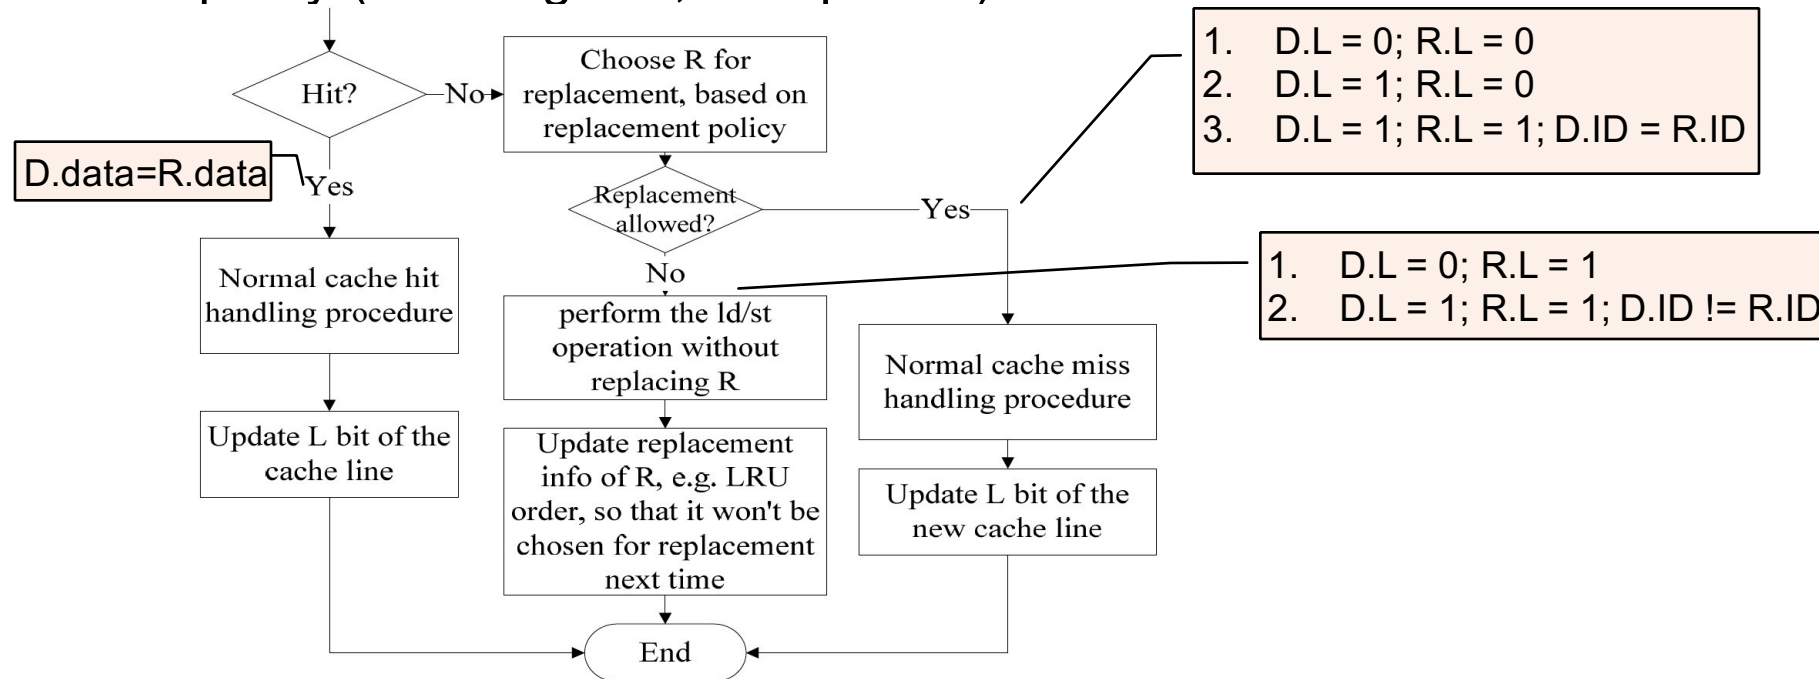 Hit?
No
Choose R for
replacement, based on
replacement policy
D.data=R.data
Yes
Replacement
allowed?
Yes
No
1. D.L = 0; R.L = 0
2. D.L = 1; R.L = 0
3. D.L = 1; R.L = 1; D.ID = R.ID
1. D.L = 0; R.L = 1
2. D.L = 1; R.L = 1; D.ID != R.ID
Normal cache hit
handling procedure
Update L bit of the
cache line
perform the ld/st
operation without
replacing R
Update replacement
info of R, e.g. LRU
order, so that it won't be
chosen for replacement
next time
Normal cache miss
handling procedure
Update L bit of the
new cache line
End